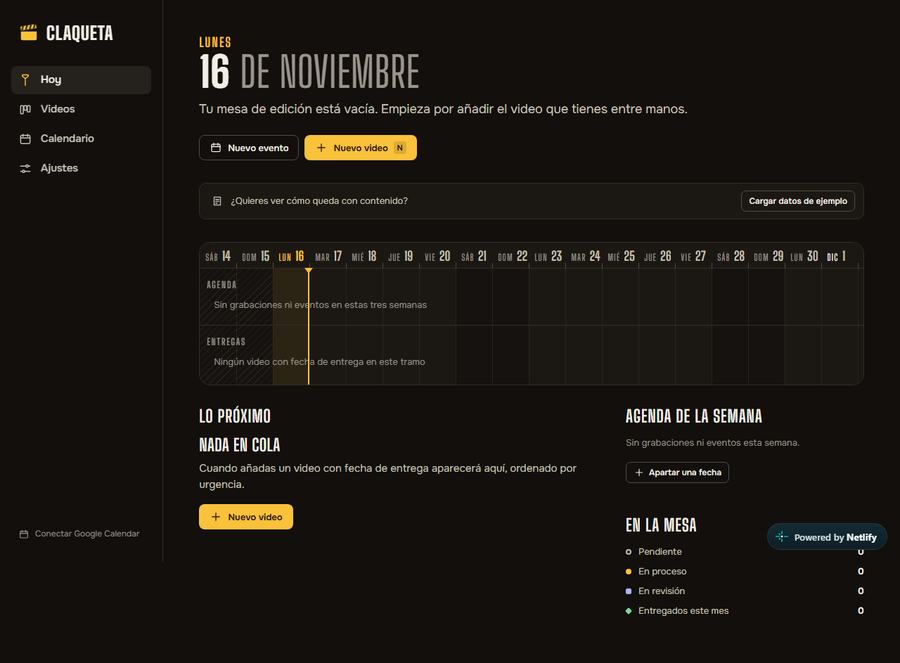 CLAQUETA
Hoy
Videos
Calendario
Ajustes
Conectar Google Calendar
LUNES
16 DE NOVIEMBRE
Tu mesa de edición está vacía. Empieza por añadir el video que tienes entre manos.
Nuevo evento
Nuevo video N
¿Quieres ver cómo queda con contenido?
Cargar datos de ejemplo
SÁB 14 DOM 15 LUN 16 MAR 17 MIÉ 18 JUE 19 VIE 20 SÁB 21 DOM 22 LUN 23 MAR 24 MIÉ 25 JUE 26 VIE 27 SÁB 28 DOM 29 LUN 30 DIC 1
AGENDA
Sin grabaciones ni eventos en estas tres semanas
ENTREGAS
Ningún video con fecha de entrega en este tramo
LO PRÓXIMO
NADA EN COLA
Cuando añadas un video con fecha de entrega aparecerá aquí, ordenado por
urgencia.
Nuevo video
AGENDA DE LA SEMANA
Sin grabaciones ni eventos esta semana.
Apartar una fecha
EN LA MESA
Powered by Netlify
Pendiente 0
En proceso 0
En revisión 0
Entregados este mes 0